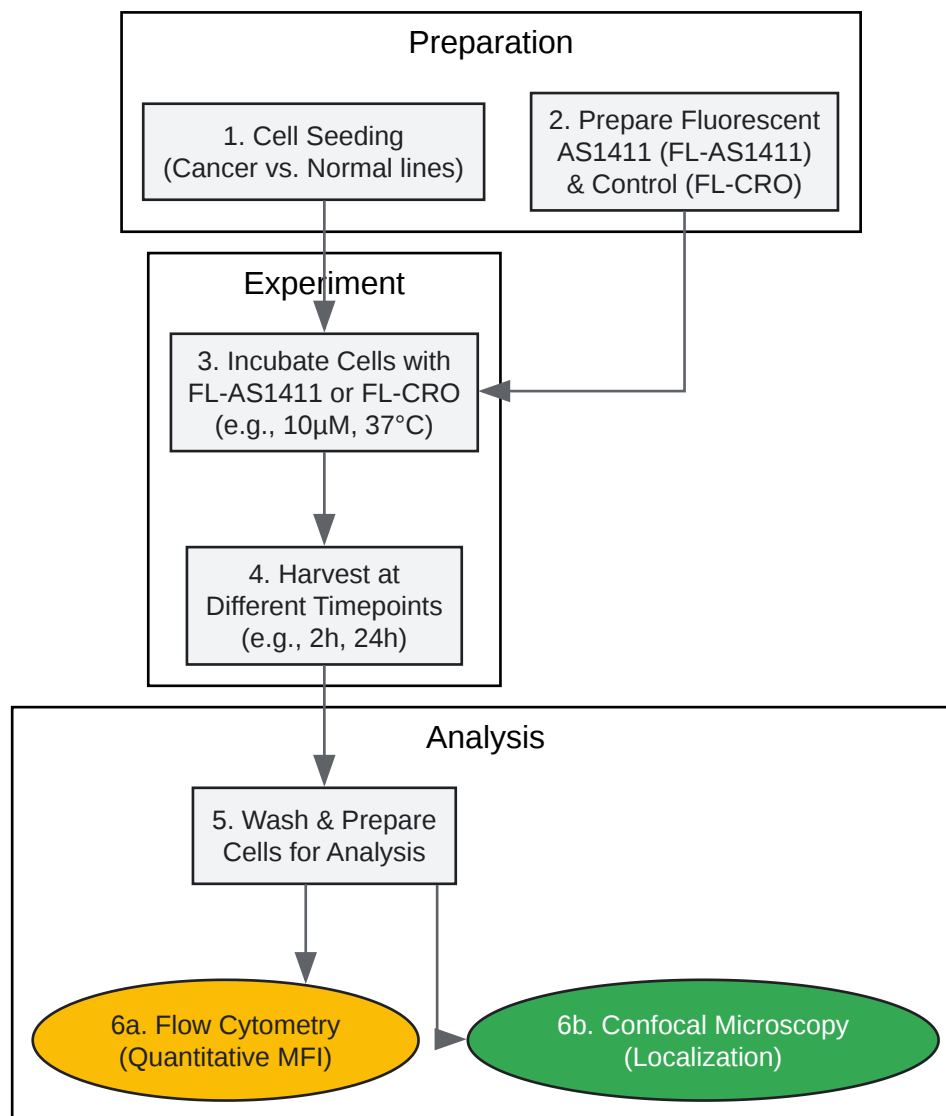 Preparation
1. Cell Seeding
(Cancer vs. Normal lines)
2. Prepare Fluorescent
AS1411 (FL-AS1411)
& Control (FL-CRO)
Experiment
3. Incubate Cells with
FL-AS1411 or FL-CRO
(e.g., 10µM, 37°C)
4. Harvest at
Different Timepoints
(e.g., 2h, 24h)
Analysis
5. Wash & Prepare
Cells for Analysis
6a. Flow Cytometry
(Quantitative MFI)
6b. Confocal Microscopy
(Localization)